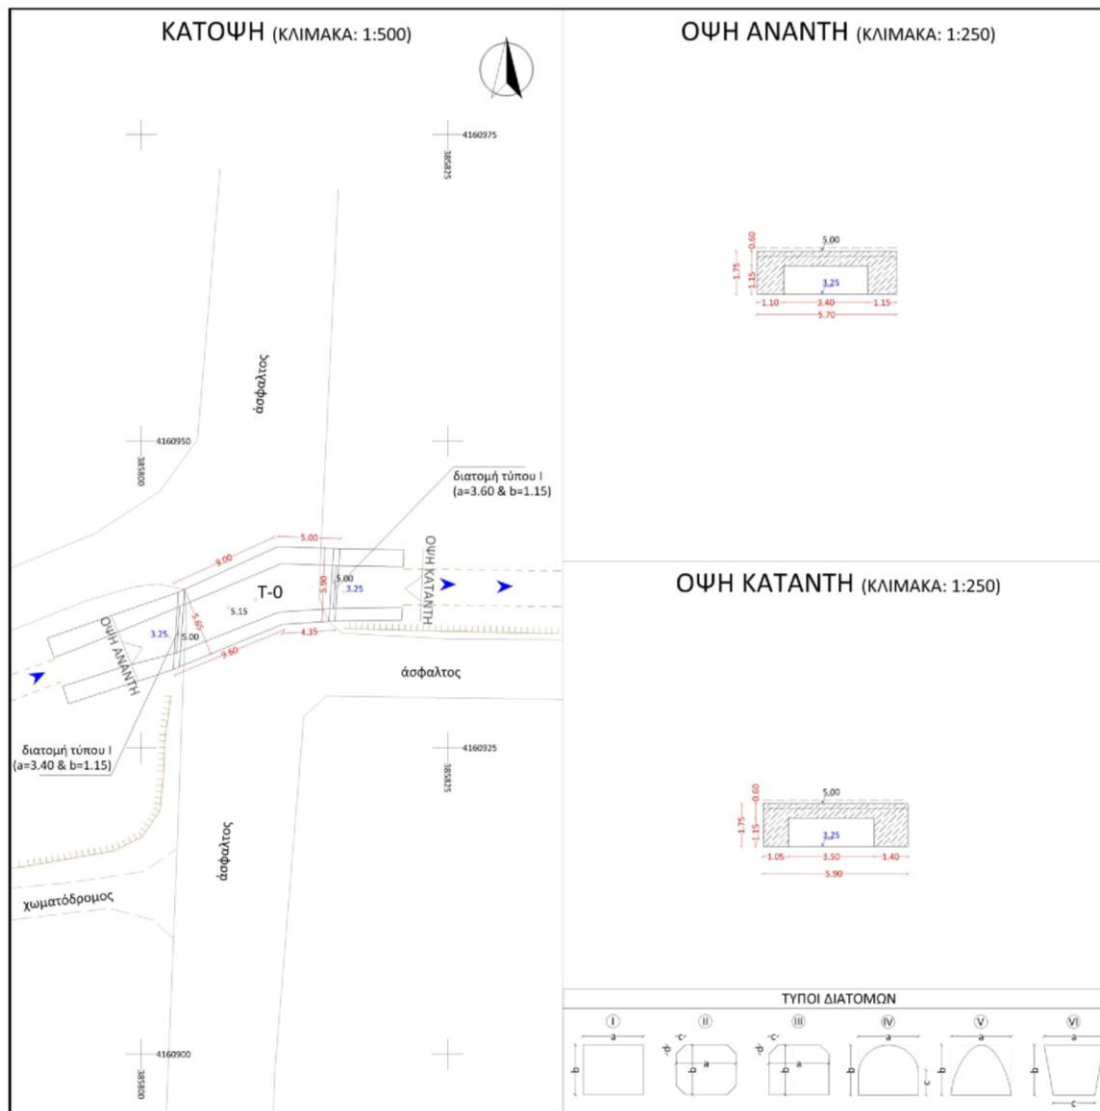 ΚΑΤΟΨΗ (ΚΛΙΜΑΚΑ: 1:500)
4160975
385825
άσφαλτος
4160950
385800
διατομή τύπου Ι
(a=3.60 & b=1.15)
5.00
9.00
ΟΨΗ ΚΑΤΑΝΤΗ
5.90
5.00
3.25
Τ-0
5.15
5.65
3.25
5.00
ΟΨΗ ΑΝΑΝΤΗ
4.35
9.60
άσφαλτος
διατομή τύπου Ι
(a=3.40 & b=1.15)
4160925
385825
άσφαλτος
χωματόδρομος
4160900
385800
ΟΨΗ ΑΝΑΝΤΗ (ΚΛΙΜΑΚΑ: 1:250)
5.00
0.60
1.75
1.15
3.25
1.10 3.40 1.15
5.70
ΟΨΗ ΚΑΤΑΝΤΗ (ΚΛΙΜΑΚΑ: 1:250)
5.00
0.60
1.75
1.15
3.25
1.05 3.50 1.40
5.90
ΤΥΠΟΙ ΔΙΑΤΟΜΩΝ
I II III IV V VI
a c c a a a
b d b a d b a b c b b c